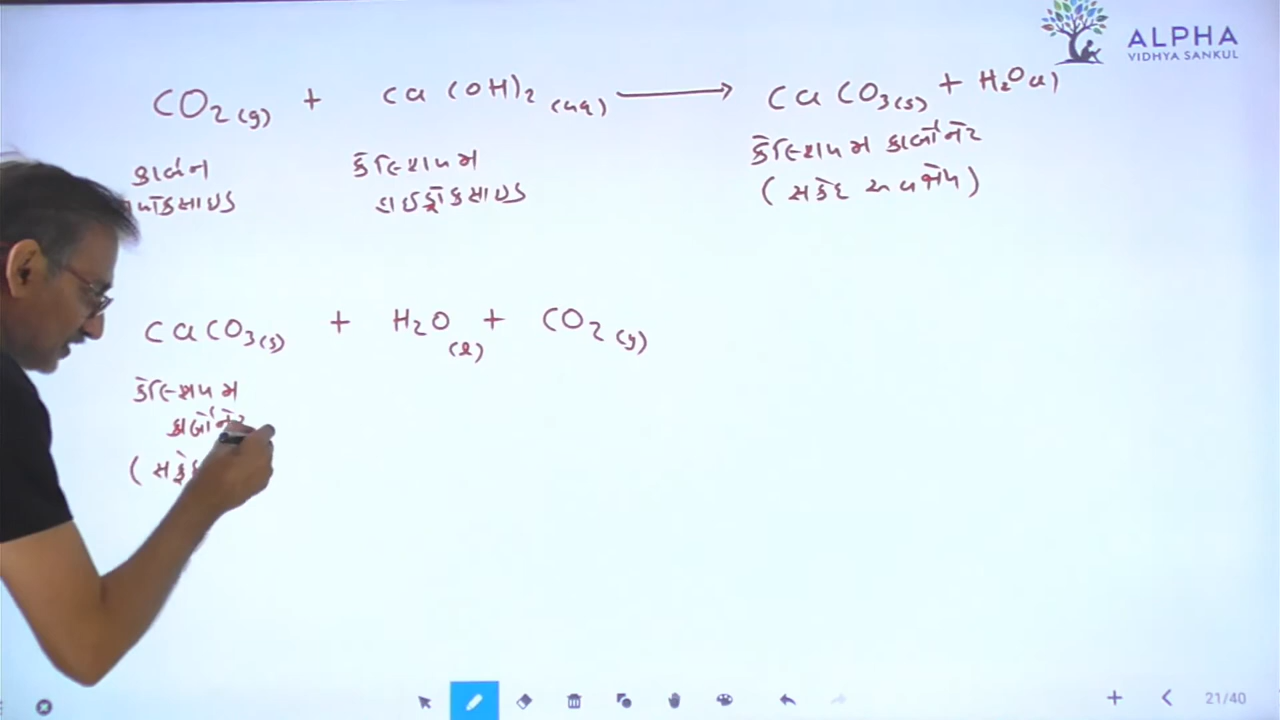 ALPHA
VIDHYA SANKUL
CO2(g) + Ca(OH)2(aq) ⟶ CaCO3(s) + H2O(l)
કાર્બન કેલ્શિયમ કેલ્શિયમ કાર્બોનેટ
હાઇડ્રોક્સાઇડ (સફેદ અવક્ષેપ)
CaCO3(s) + H2O(l) + CO2(g)
કેલ્શિયમ
કાર્બોનેટ
(સફેદ
21/40